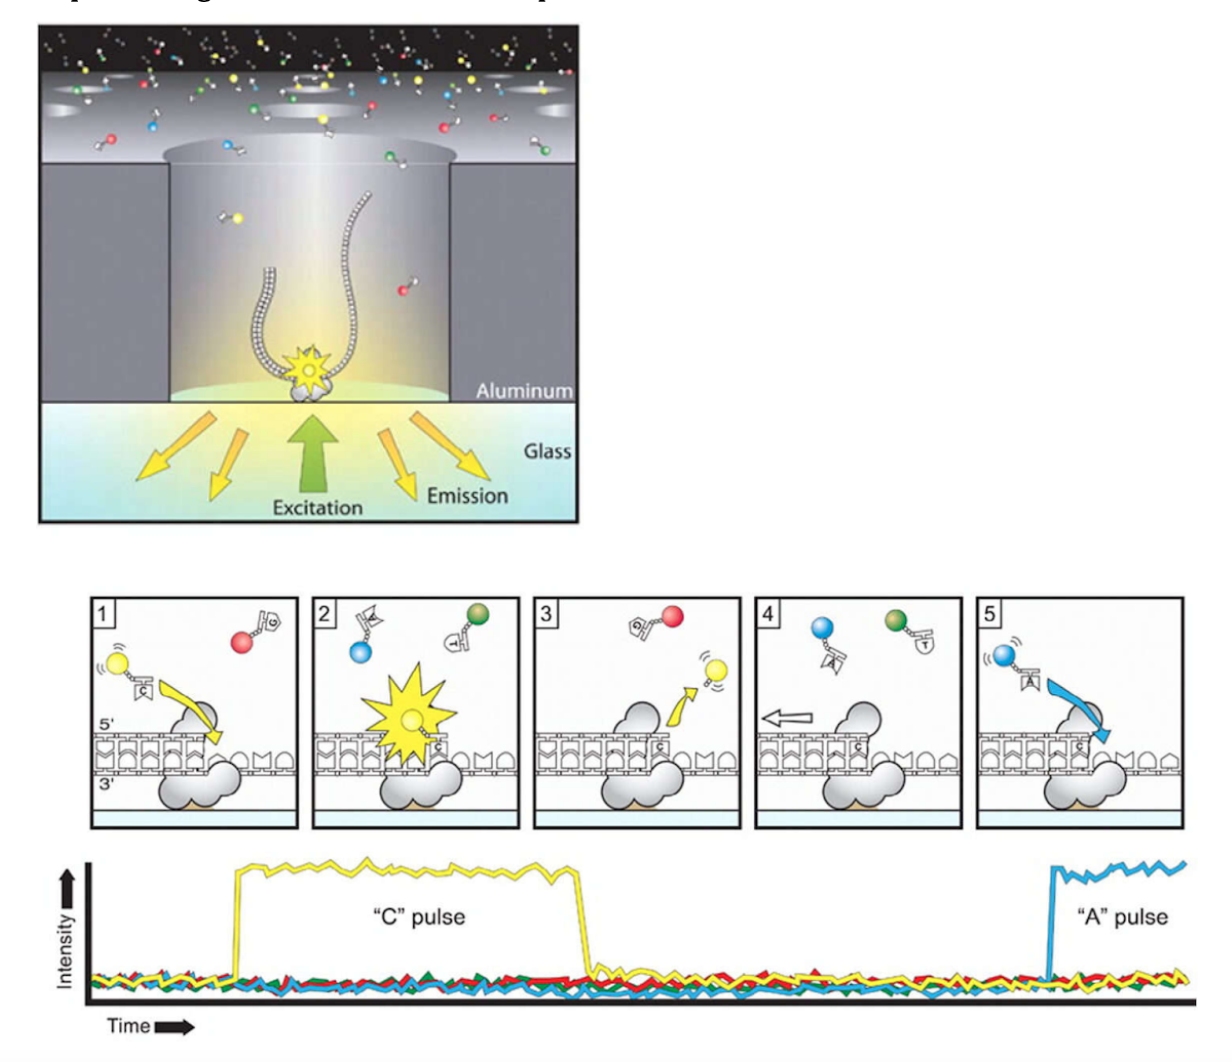 Aluminum
Glass
Emission
Excitation
1
2
3
4
5
G
A
T
G
A
T
C
A
5'
C
C
C
C
3'
"C" pulse
"A" pulse
Intensity
Time